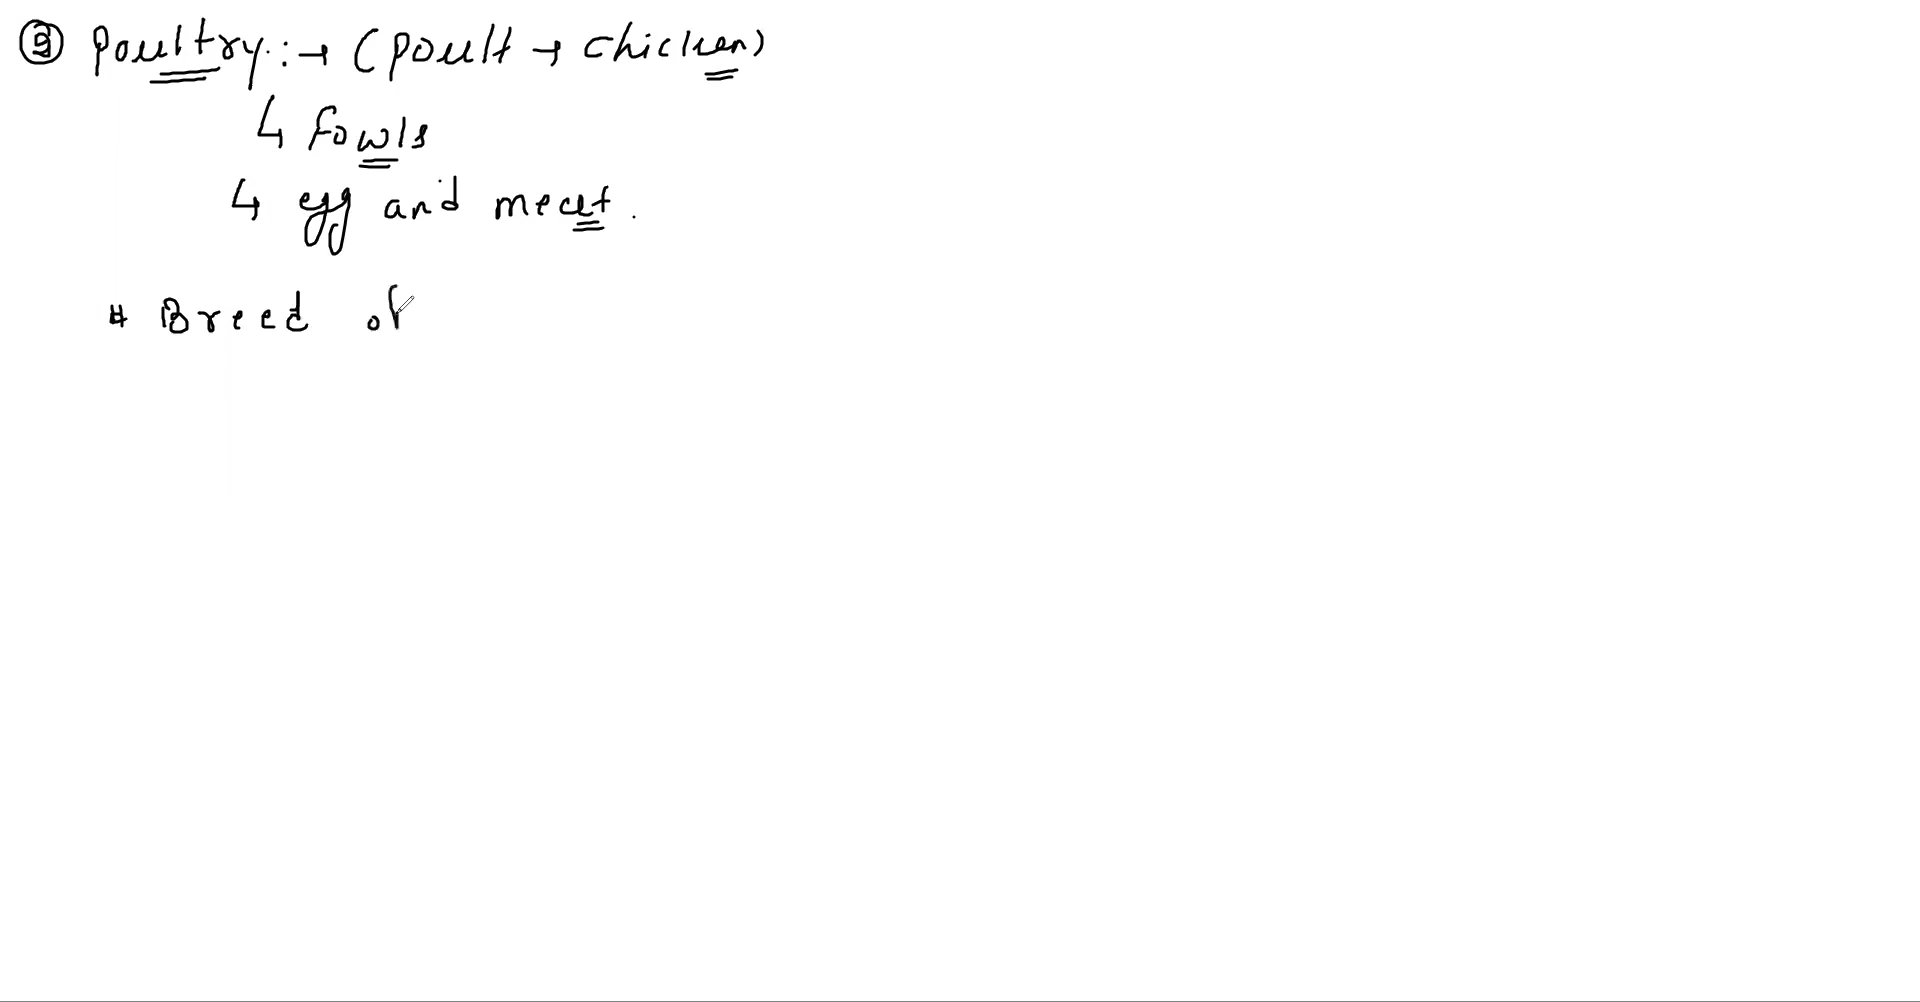 ③ Poultry :→ (Poult → chicken)
↳ Fowls
↳ egg and meat.
# Breed of